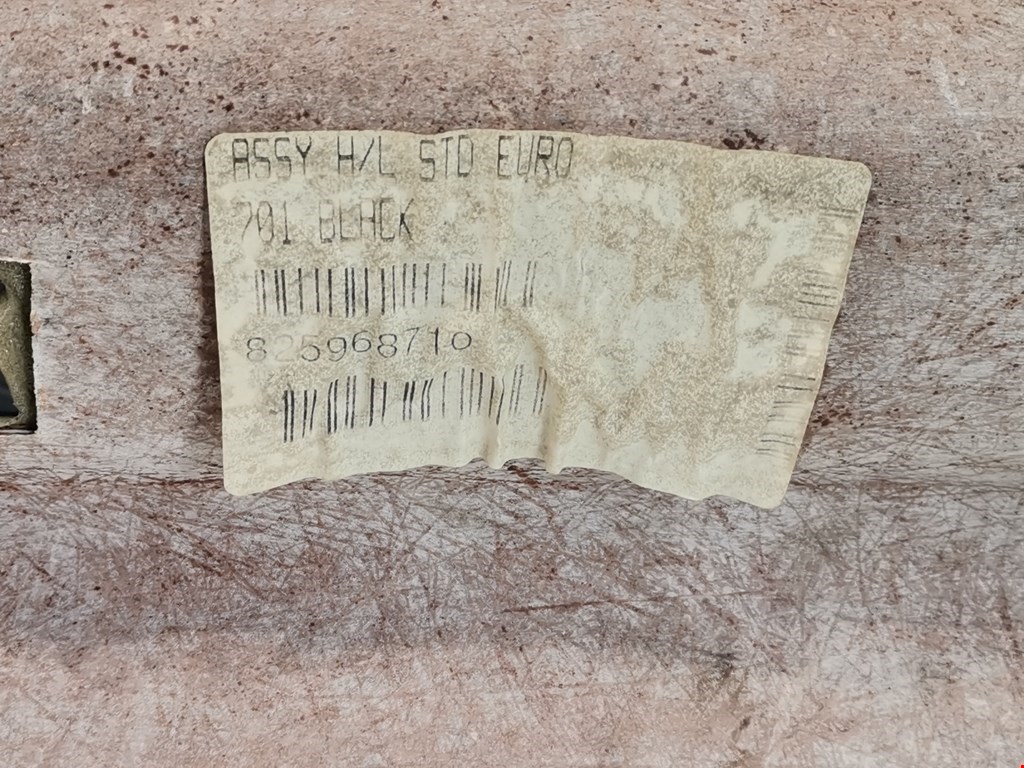 ASSY H/L STD EURO
701 BLACK
825968710